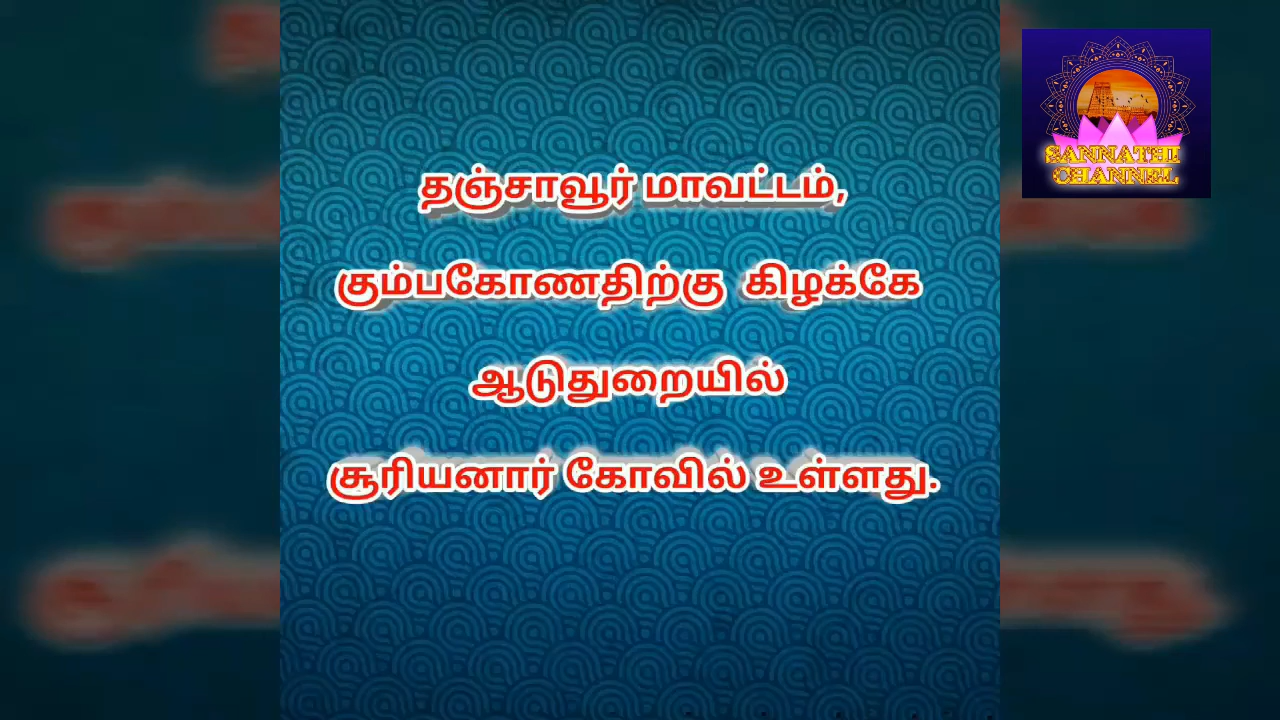 SANNATHI
CHANNEL
தஞ்சாவூர் மாவட்டம்,
கும்பகோணதிற்கு கிழக்கே
ஆடுதுறையில்
சூரியனார் கோவில் உள்ளது.